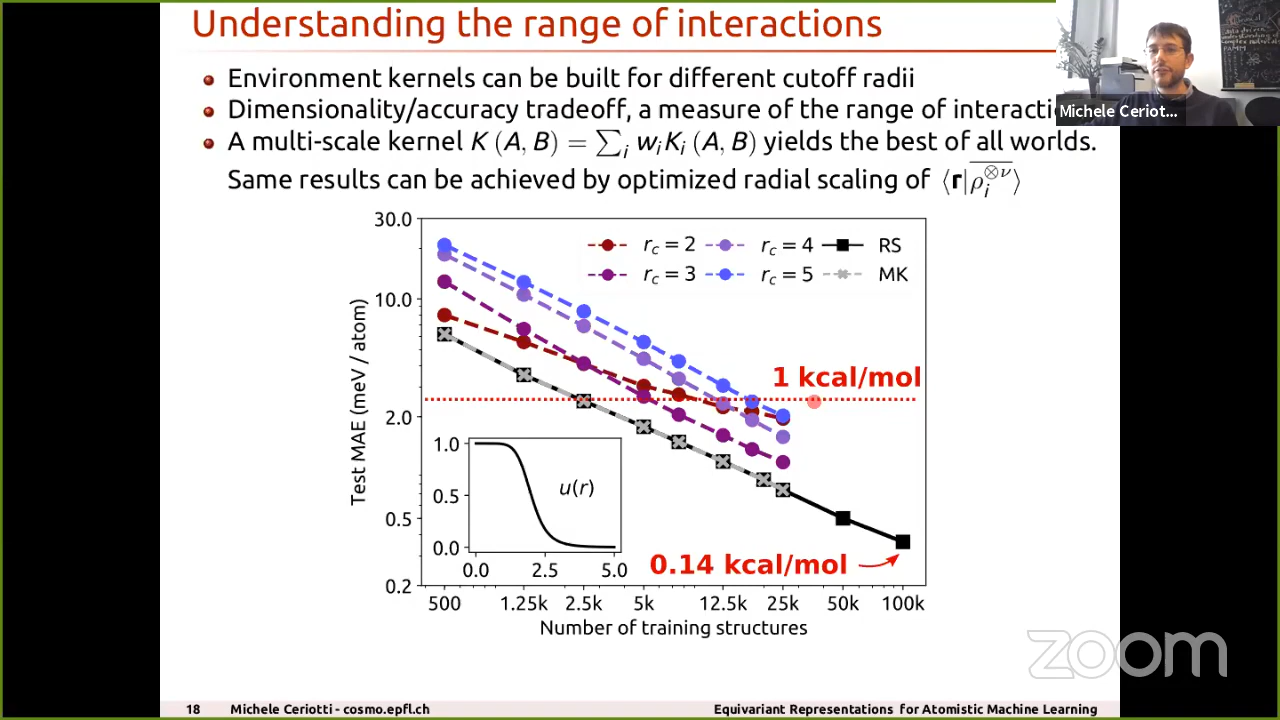 Understanding the range of interactions
Environment kernels can be built for different cutoff radii
Dimensionality/accuracy tradeoff, a measure of the range of interacti
A multi-scale kernel K (A, B) = ∑i wiKi (A, B) yields the best of all worlds.
Same results can be achieved by optimized radial scaling of ⟨r|ρi⊗ν⟩
Michele Ceriot...
30.0
10.0
2.0
0.5
0.2
Test MAE (meV / atom)
rc = 2
rc = 4
RS
rc = 3
rc = 5
MK
1 kcal/mol
1.0
0.5
0.0
u(r)
0.0 2.5 5.0
0.14 kcal/mol
500 1.25k 2.5k 5k 12.5k 25k 50k 100k
Number of training structures
zoom
18 Michele Ceriotti - cosmo.epfl.ch Equivariant Representations for Atomistic Machine Learning